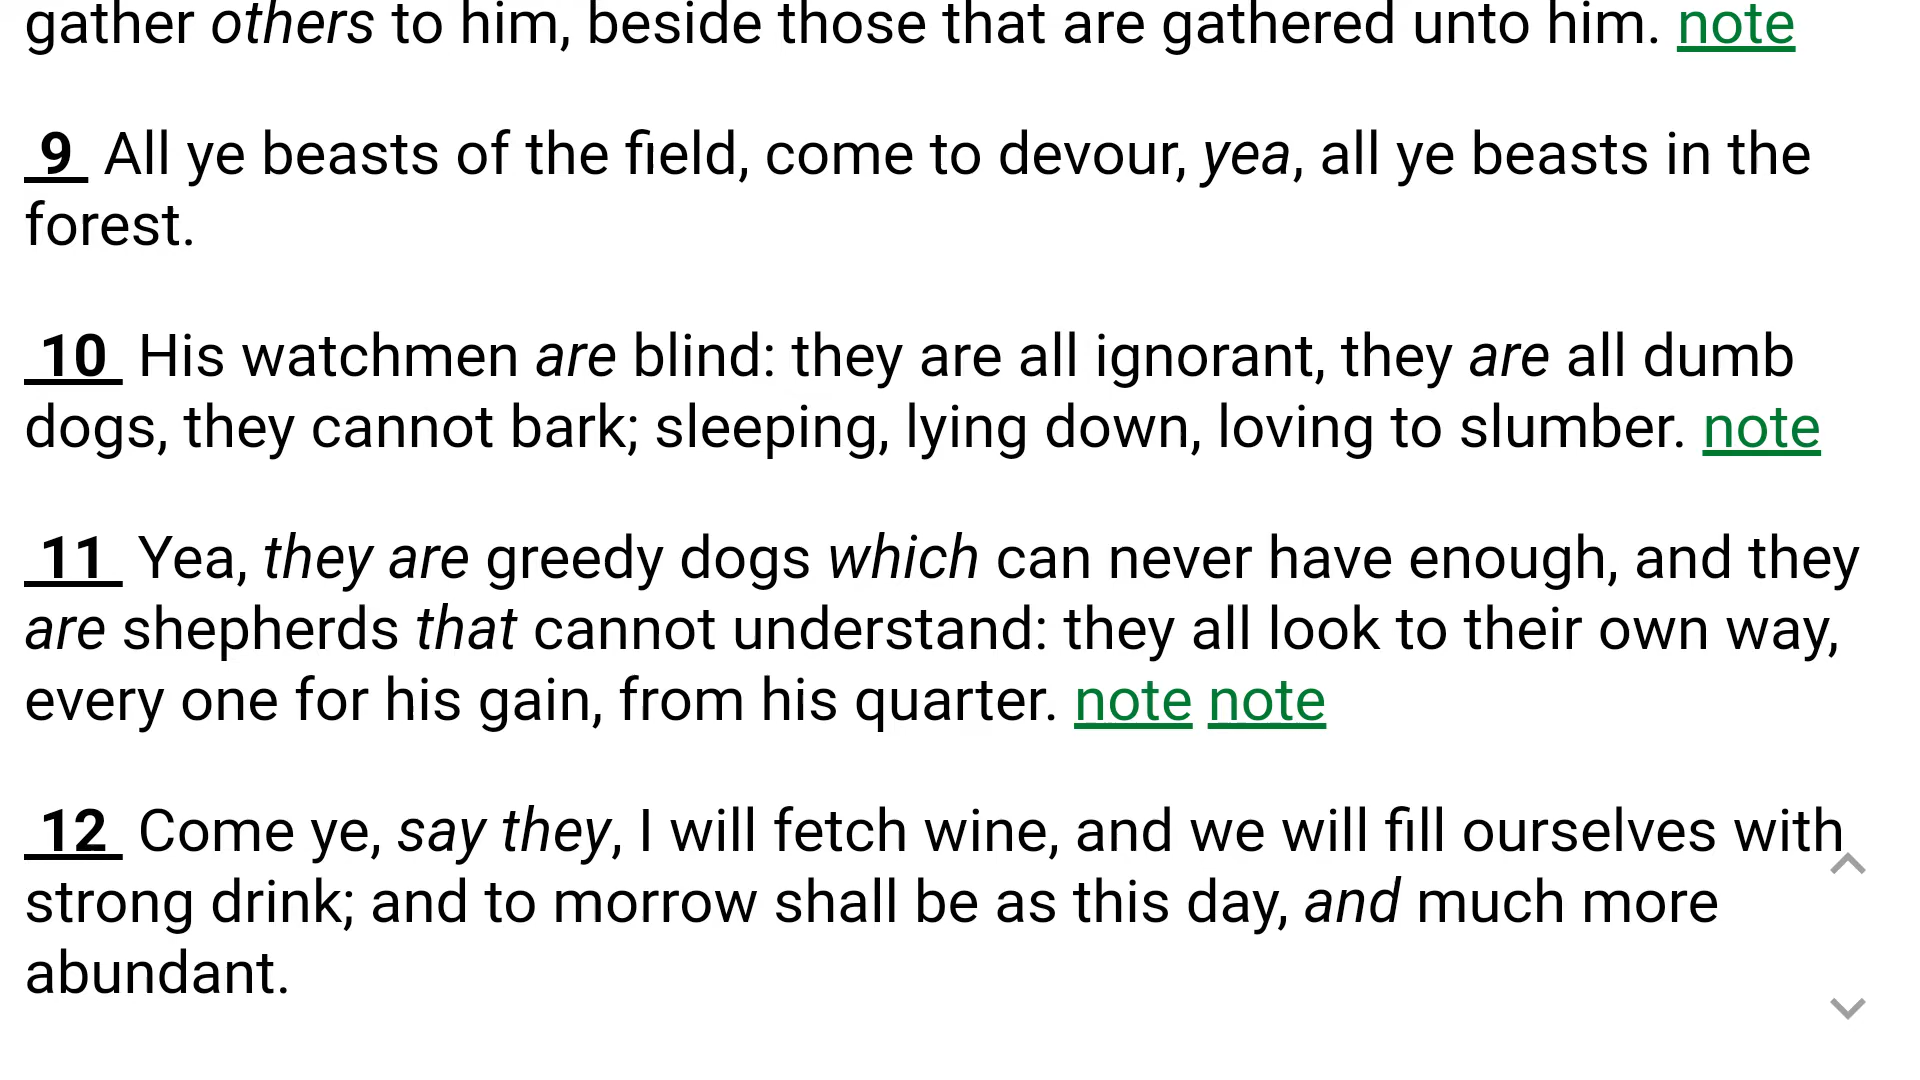 gather others to him, beside those that are gathered unto him. note
9 All ye beasts of the field, come to devour, yea, all ye beasts in the
forest.
10 His watchmen are blind: they are all ignorant, they are all dumb
dogs, they cannot bark; sleeping, lying down, loving to slumber. note
11 Yea, they are greedy dogs which can never have enough, and they
are shepherds that cannot understand: they all look to their own way,
every one for his gain, from his quarter. note note
12 Come ye, say they, I will fetch wine, and we will fill ourselves with
strong drink; and to morrow shall be as this day, and much more
abundant.